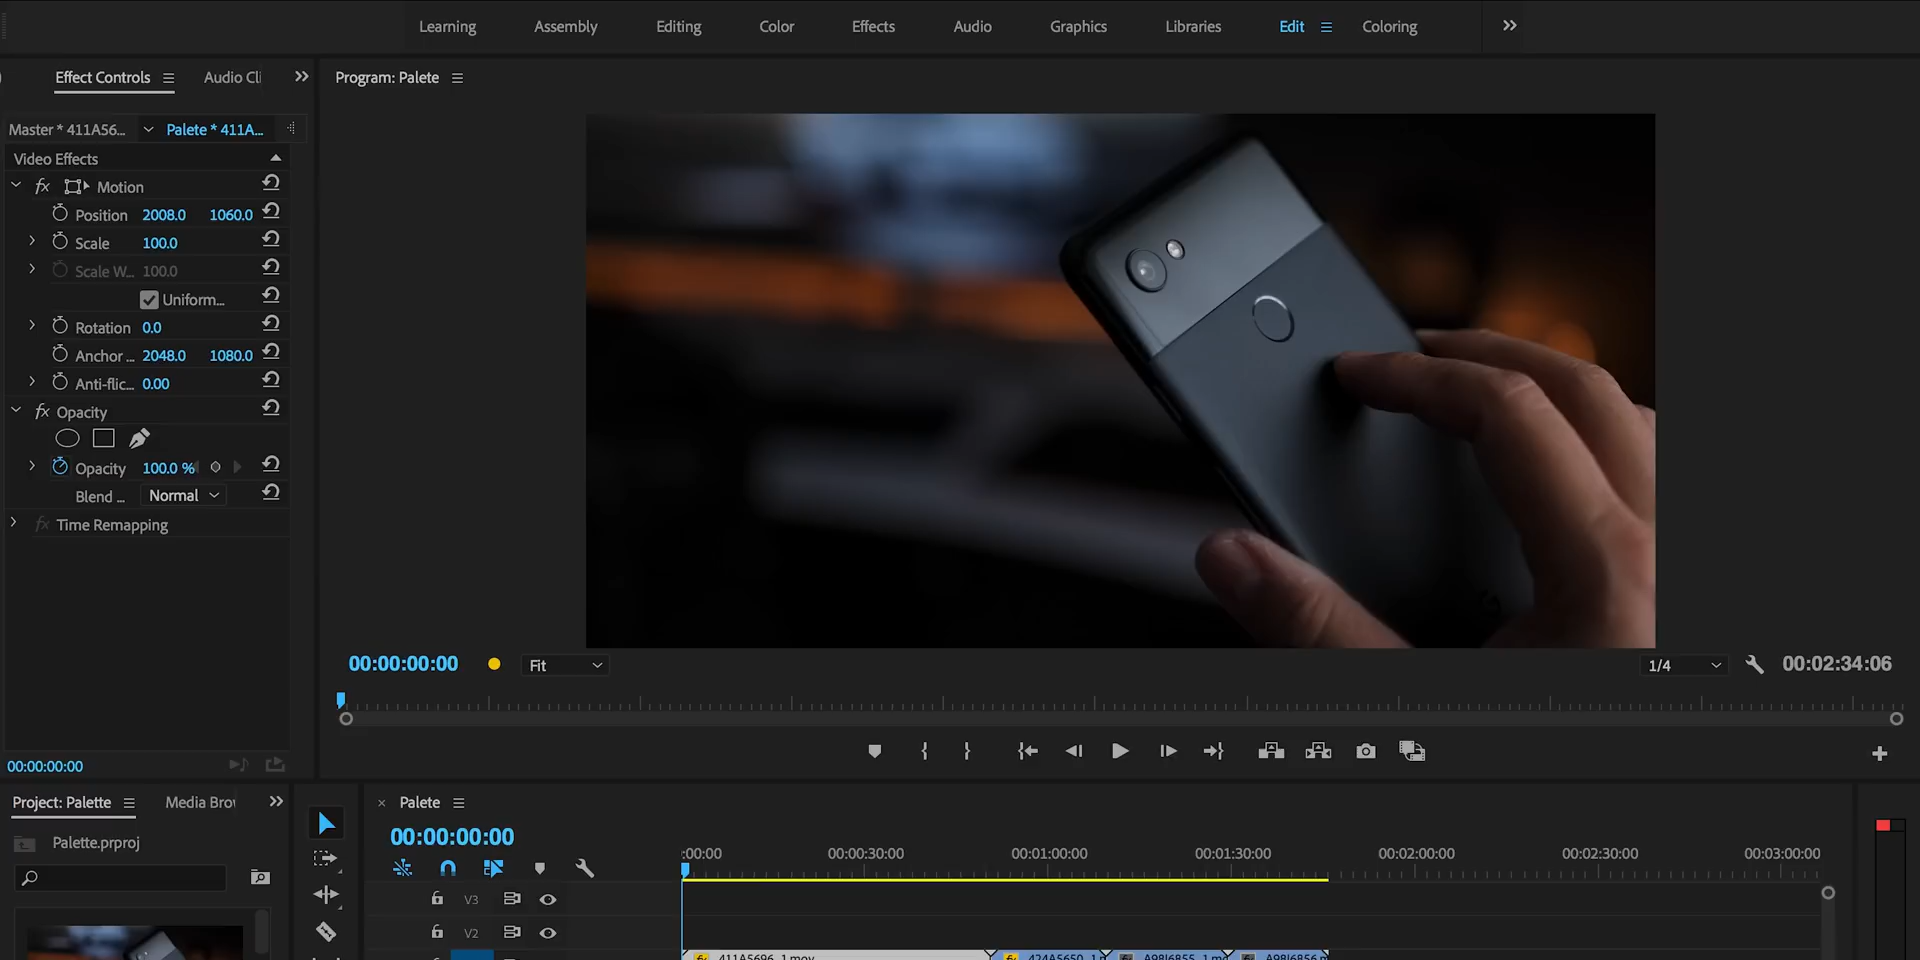 Learning Assembly Editing Color Effects Audio Graphics Libraries Edit Coloring
Effect Controls Audio Cli
Program: Palete
Master * 411A56... Palete * 411A...
Video Effects
fx Motion
Position 2008.0 1060.0
Scale 100.0
Scale W... 100.0
Uniform...
Rotation 0.0
Anchor ... 2048.0 1080.0
Anti-flic... 0.00
fx Opacity
Opacity 100.0 %
Blend ... Normal
fx Time Remapping
00:00:00:00
Fit
1/4
00:02:34:06
00:00:00:00
Project: Palette Media Bro
Palette.prproj
Palete
00:00:00:00
:00:00 00:00:30:00 00:01:00:00 00:01:30:00 00:02:00:00 00:02:30:00 00:03:00:00
V3
V2
fx 411A5696_1.mov